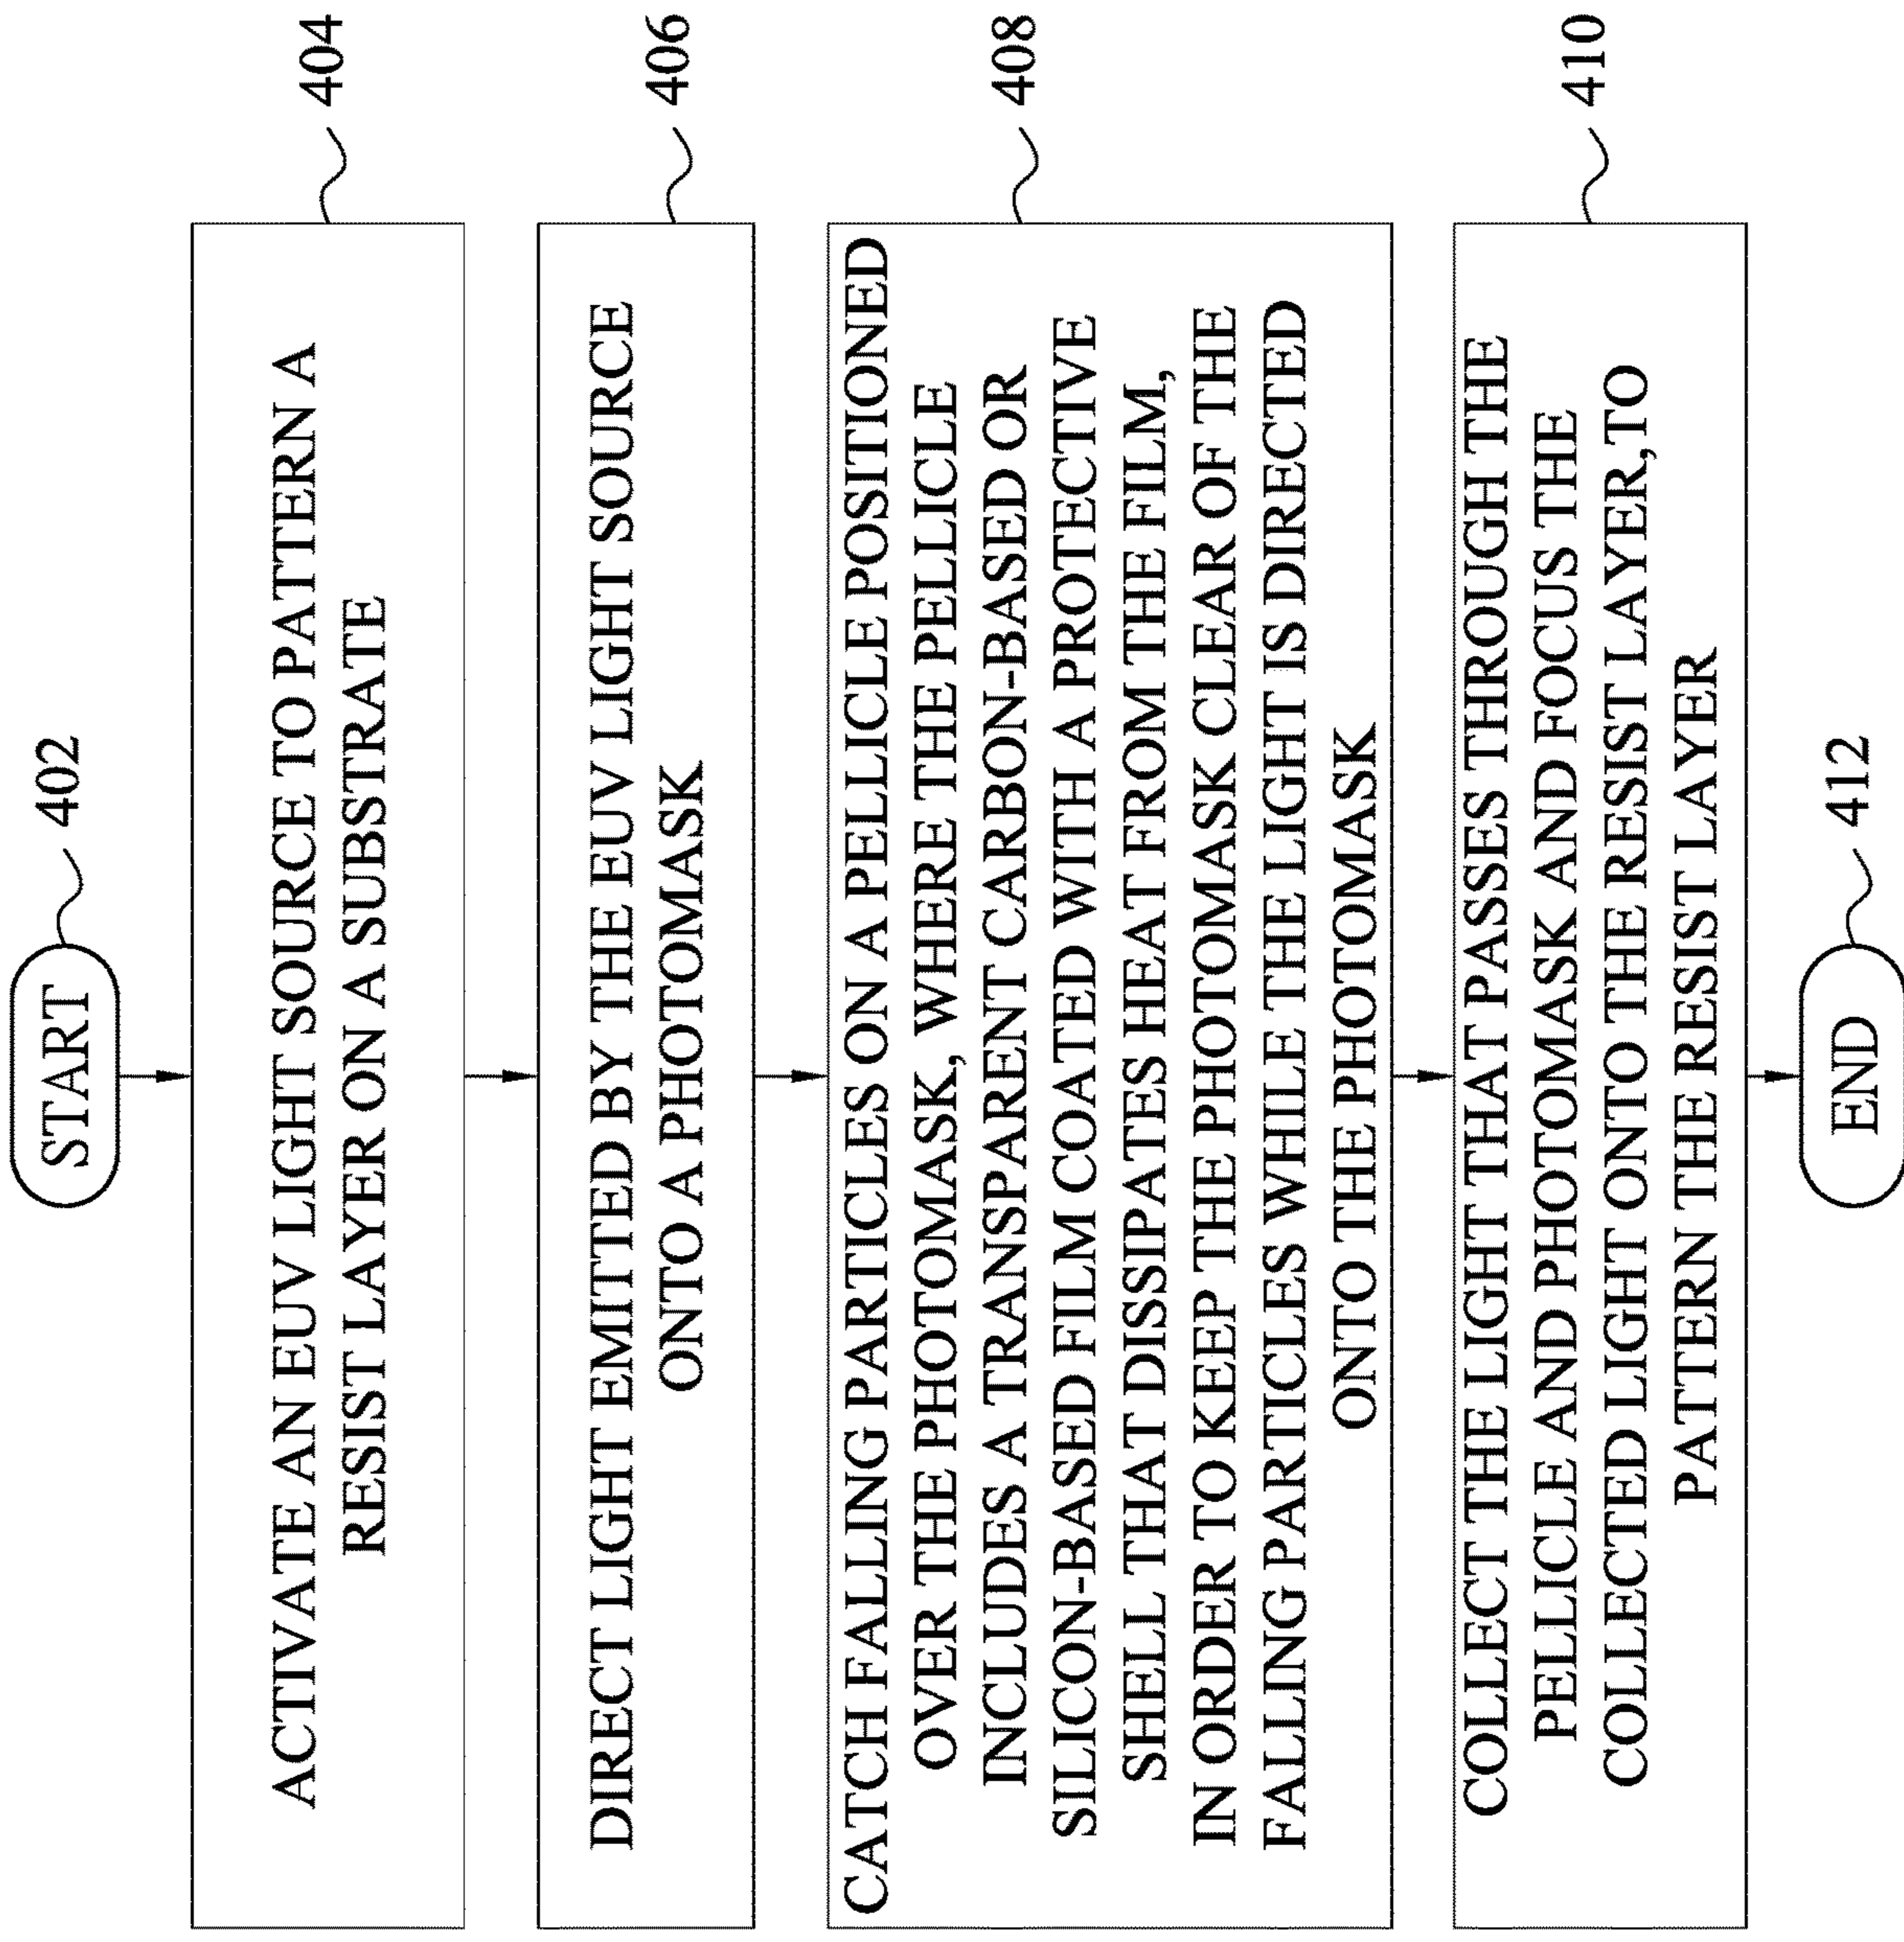 START
402
ACTIVATE AN EUV LIGHT SOURCE TO PATTERN A
RESIST LAYER ON A SUBSTRATE
404
DIRECT LIGHT EMITTED BY THE EUV LIGHT SOURCE
ONTO A PHOTOMASK
406
CATCH FALLING PARTICLES ON A PELLICLE POSITIONED
OVER THE PHOTOMASK, WHERE THE PELLICLE
INCLUDES A TRANSPARENT CARBON-BASED OR
SILICON-BASED FILM COATED WITH A PROTECTIVE
SHELL THAT DISSIPATES HEAT FROM THE FILM,
IN ORDER TO KEEP THE PHOTOMASK CLEAR OF THE
FALLING PARTICLES WHILE THE LIGHT IS DIRECTED
ONTO THE PHOTOMASK
408
COLLECT THE LIGHT THAT PASSES THROUGH THE
PELLICLE AND PHOTOMASK AND FOCUS THE
COLLECTED LIGHT ONTO THE RESIST LAYER,TO
PATTERN THE RESIST LAYER
410
END
412